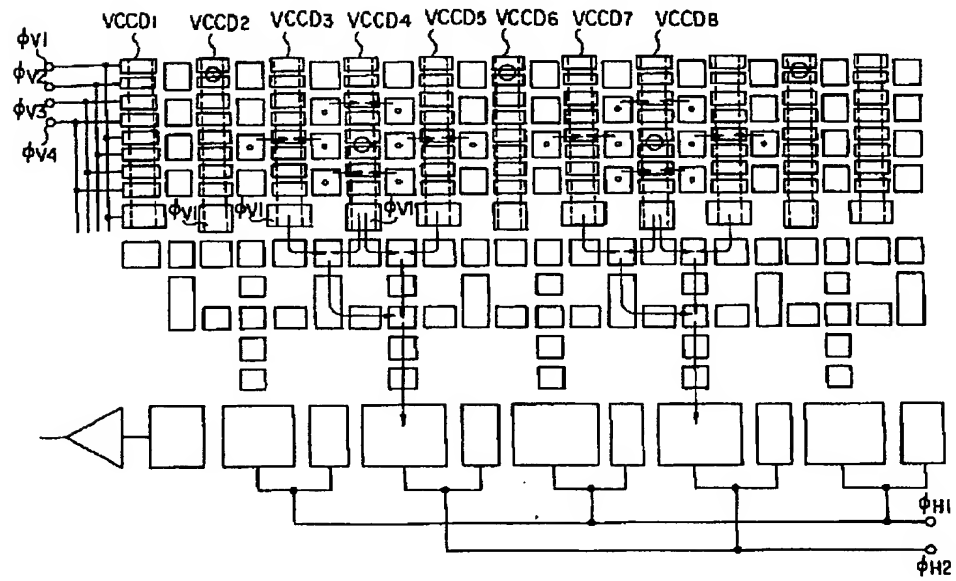 VCCD1 VCCD2 VCCD3 VCCD4 VCCD5 VCCD6 VCCD7 VCCD8
ϕV1
ϕV2
ϕV3
ϕV4
ϕV1 ϕV1 ϕV1
ϕH1
ϕH2